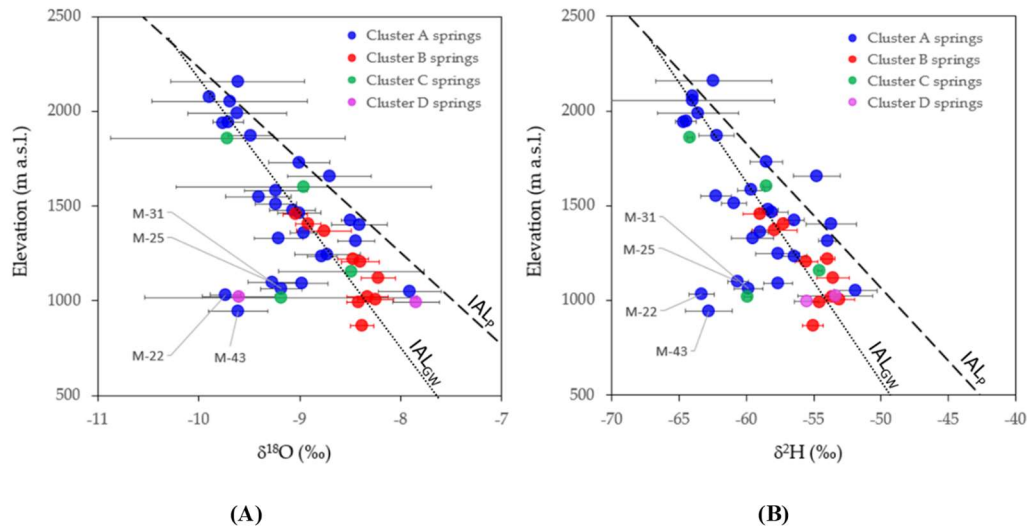 2500
2000
1500
1000
500
Elevation (m a.s.l.)
Cluster A springs
Cluster B springs
Cluster C springs
Cluster D springs
M-31
M-25
M-22
M-43
IALP
IALGW
-11
-10
-9
-8
-7
δ18O (‰)
(A)
2500
2000
1500
1000
500
Elevation (m a.s.l.)
Cluster A springs
Cluster B springs
Cluster C springs
Cluster D springs
M-31
M-25
M-22
M-43
IALP
IALGW
-70
-65
-60
-55
-50
-45
-40
δ2H (‰)
(B)